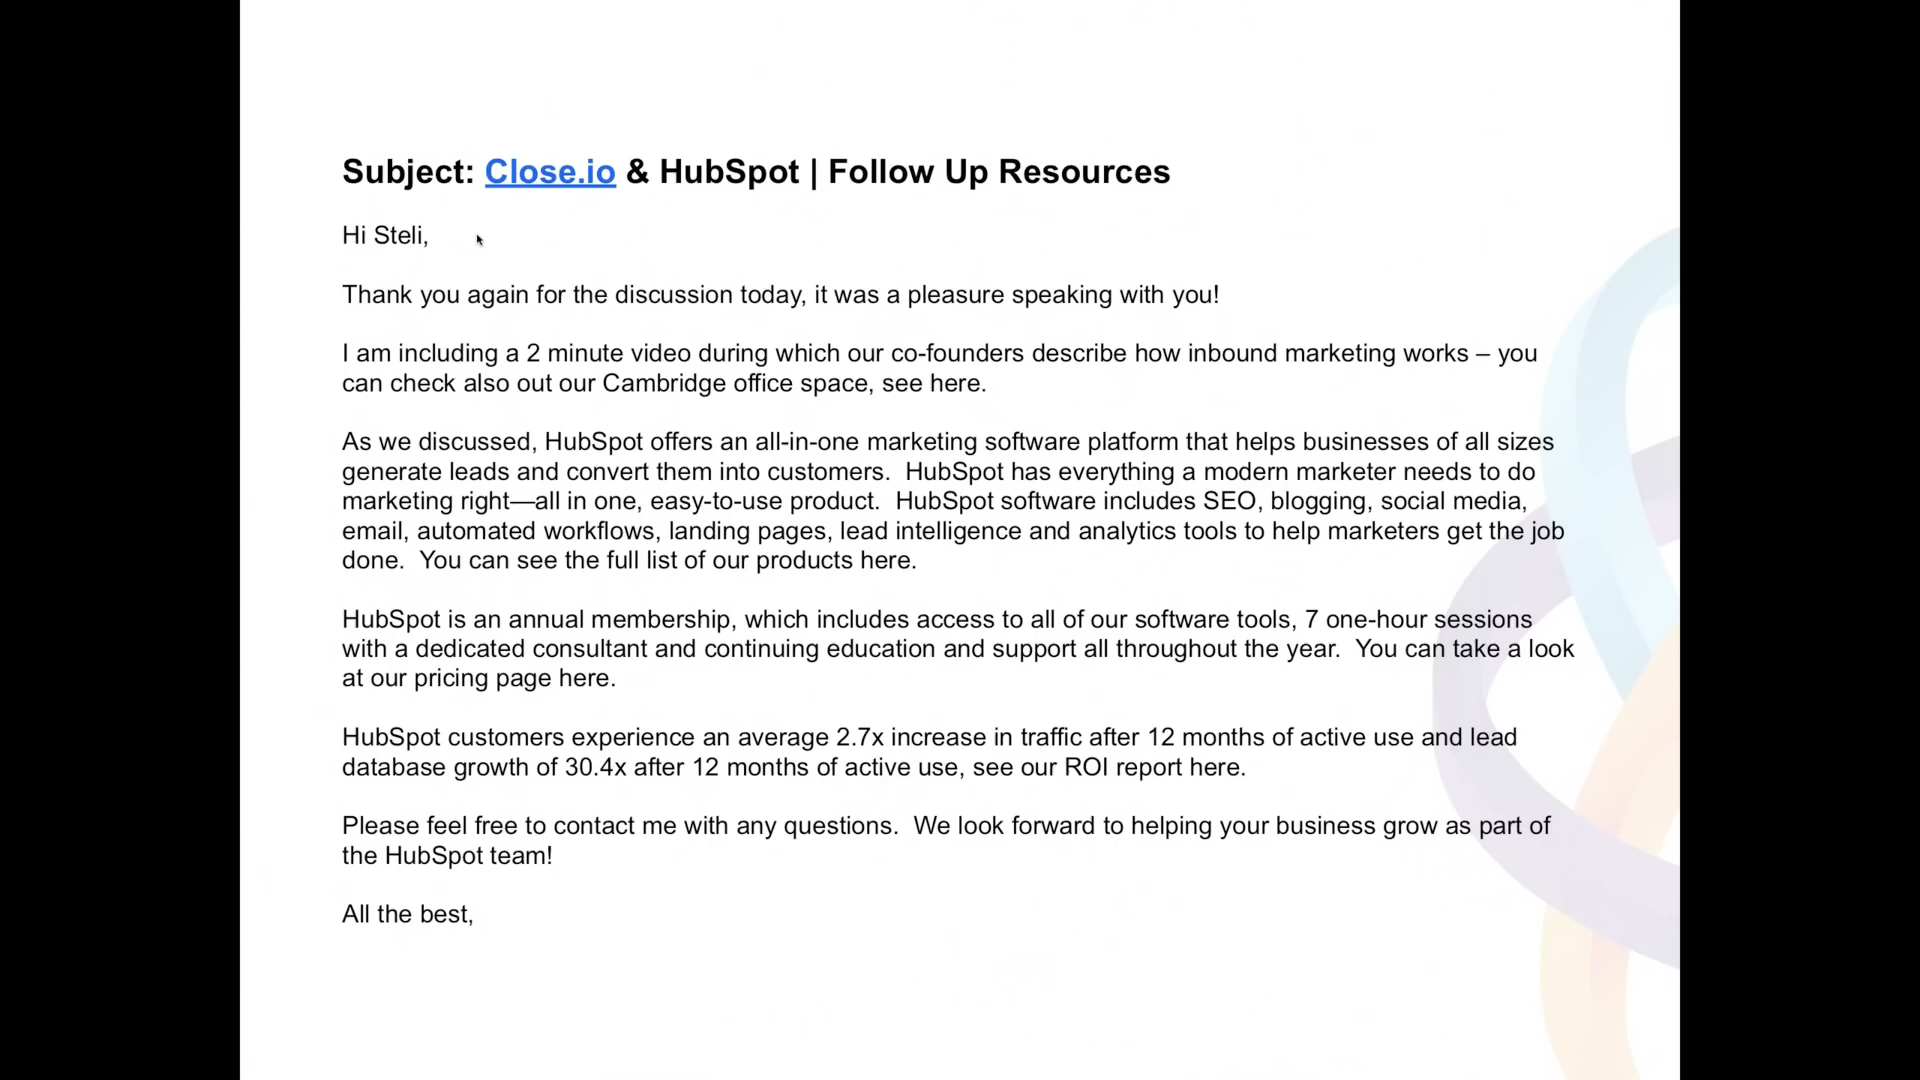 Subject: Close.io & HubSpot | Follow Up Resources
Hi Steli,
Thank you again for the discussion today, it was a pleasure speaking with you!
I am including a 2 minute video during which our co-founders describe how inbound marketing works – you
can check also out our Cambridge office space, see here.
As we discussed, HubSpot offers an all-in-one marketing software platform that helps businesses of all sizes
generate leads and convert them into customers.  HubSpot has everything a modern marketer needs to do
marketing right—all in one, easy-to-use product.  HubSpot software includes SEO, blogging, social media,
email, automated workflows, landing pages, lead intelligence and analytics tools to help marketers get the job
done.  You can see the full list of our products here.
HubSpot is an annual membership, which includes access to all of our software tools, 7 one-hour sessions
with a dedicated consultant and continuing education and support all throughout the year.  You can take a look
at our pricing page here.
HubSpot customers experience an average 2.7x increase in traffic after 12 months of active use and lead
database growth of 30.4x after 12 months of active use, see our ROI report here.
Please feel free to contact me with any questions.  We look forward to helping your business grow as part of
the HubSpot team!
All the best,